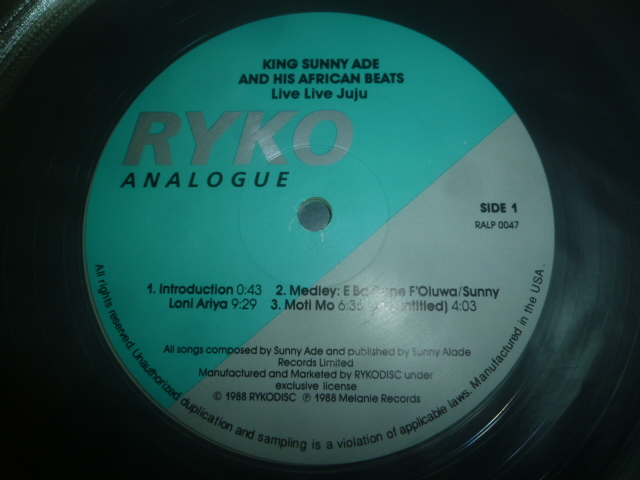 KING SUNNY ADE
AND HIS AFRICAN BEATS
Live Live Juju
RYKO
ANALOGUE
SIDE 1
RALP 0047
1. Introduction 0:43 2. Medley: E Ba F'Oluwa/Sunny
Loni Ariya 9:29 3. Moti Mo 6:36 4:03
All songs composed by Sunny Ade and published by Sunny Alade
Records Limited
Manufactured and Marketed by RYKODISC under
exclusive license
© 1988 RYKODISC ℗ 1988 Melanie Records
All rights reserved. Unauthorized duplication and sampling is a violation of applicable laws. Manufactured in the USA.